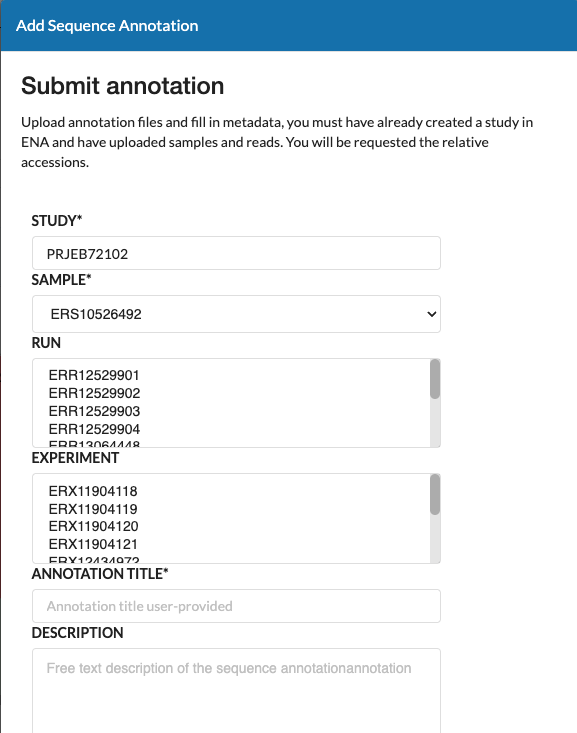 Add Sequence Annotation
Submit annotation
Upload annotation files and fill in metadata, you must have already created a study in
ENA and have uploaded samples and reads. You will be requested the relative
accessions.
STUDY*
PRJEB72102
SAMPLE*
ERS10526492
RUN
ERR12529901
ERR12529902
ERR12529903
ERR12529904
ERR13064448
EXPERIMENT
ERX11904118
ERX11904119
ERX11904120
ERX11904121
ERX12434972
ANNOTATION TITLE*
Annotation title user-provided
DESCRIPTION
Free text description of the sequence annotationannotation